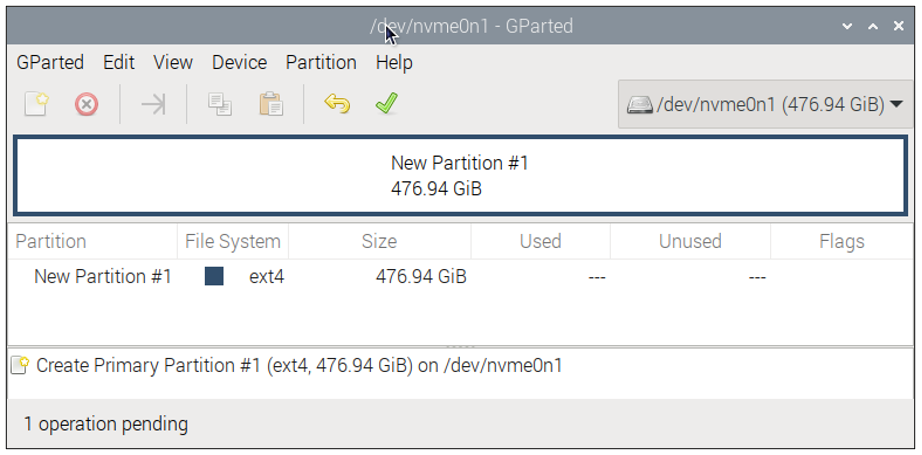 /dev/nvme0n1 - GParted
GParted Edit View Device Partition Help
/dev/nvme0n1 (476.94 GiB)
New Partition #1
476.94 GiB
Partition File System Size Used Unused Flags
New Partition #1 ext4 476.94 GiB --- ---
Create Primary Partition #1 (ext4, 476.94 GiB) on /dev/nvme0n1
1 operation pending